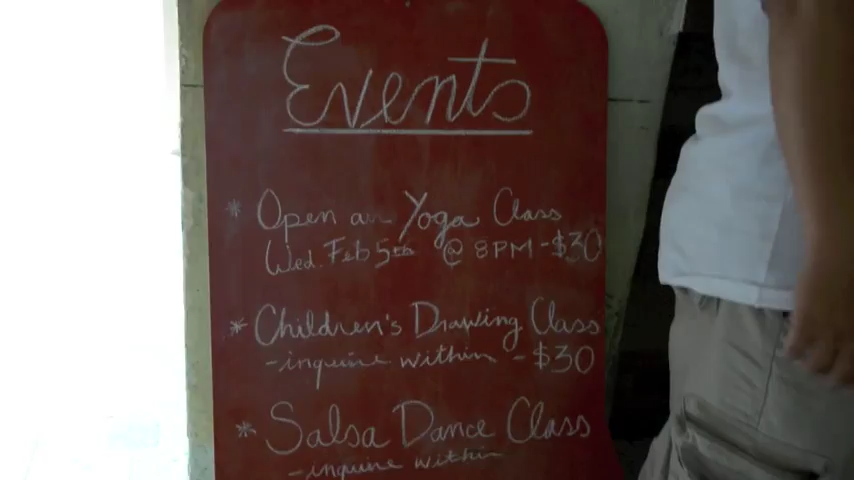 Events
* Open air Yoga Class
Wed. Feb 5th @ 8PM - $30
* Children's Drawing Class
- inquire within - $30
* Salsa Dance Class
- inquire within